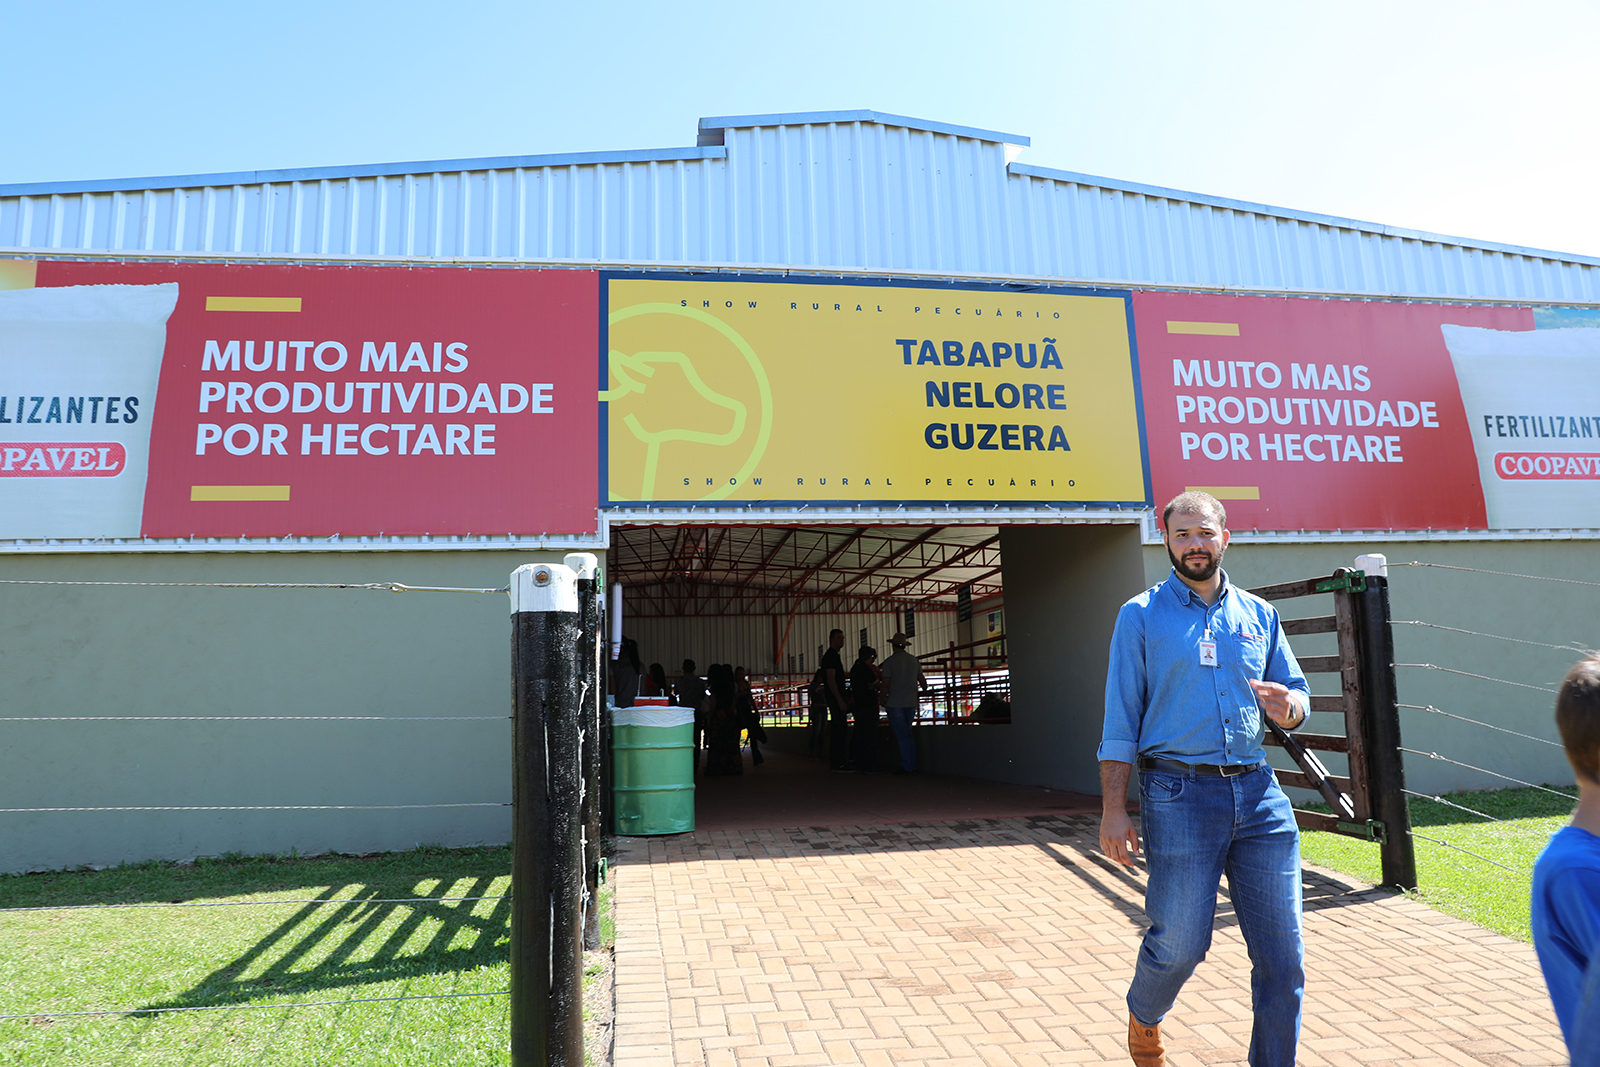 LIZANTES
OPAVEL
MUITO MAIS
PRODUTIVIDADE
POR HECTARE
SHOW RURAL PECUÁRIO
TABAPUÃ
NELORE
GUZERA
SHOW RURAL PECUÁRIO
MUITO MAIS
PRODUTIVIDADE
POR HECTARE
FERTILIZANT
COOPAVE